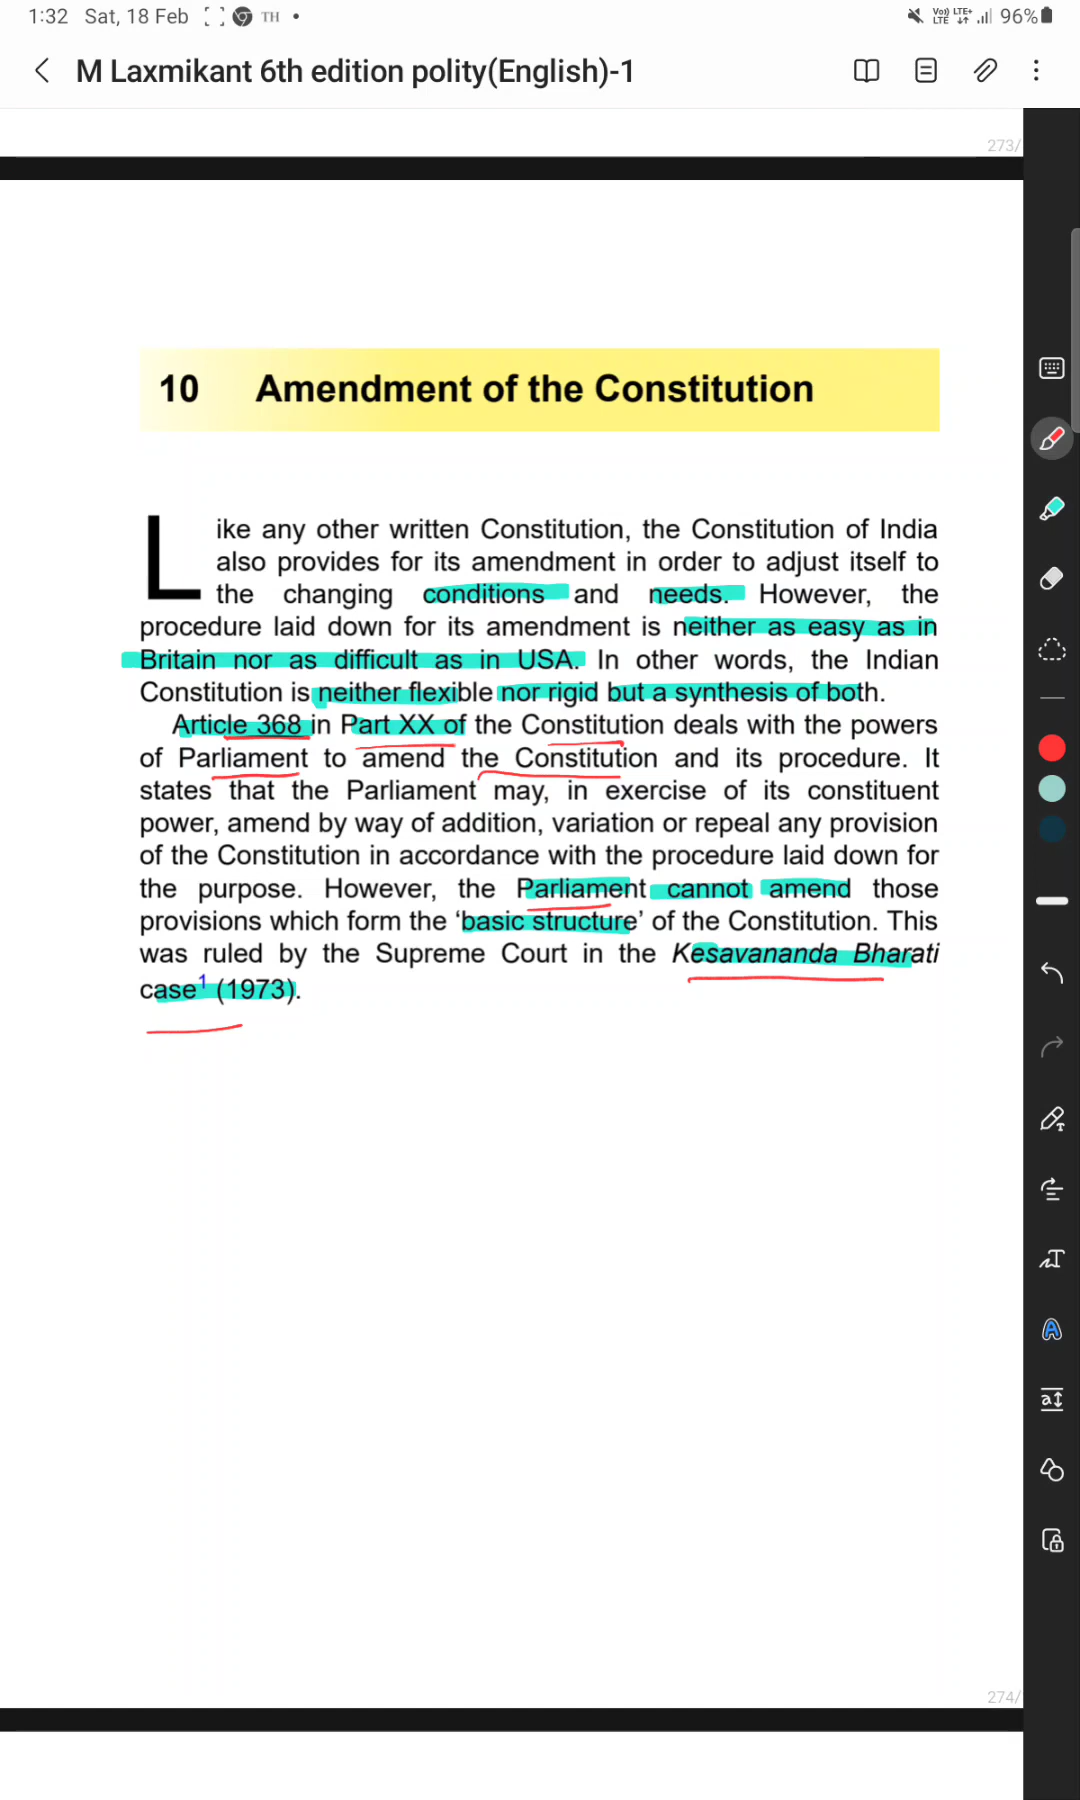 1:32 Sat, 18 Feb TH •
Vo)) LTE LTE+ 96%
M Laxmikant 6th edition polity(English)-1
273/
10 Amendment of the Constitution
Like any other written Constitution, the Constitution of India
also provides for its amendment in order to adjust itself to
the changing conditions and needs. However, the
procedure laid down for its amendment is neither as easy as in
Britain nor as difficult as in USA. In other words, the Indian
Constitution is neither flexible nor rigid but a synthesis of both.
Article 368 in Part XX of the Constitution deals with the powers
of Parliament to amend the Constitution and its procedure. It
states that the Parliament may, in exercise of its constituent
power, amend by way of addition, variation or repeal any provision
of the Constitution in accordance with the procedure laid down for
the purpose. However, the Parliament cannot amend those
provisions which form the ‘basic structure’ of the Constitution. This
was ruled by the Supreme Court in the Kesavananda Bharati
case¹ (1973).
274/